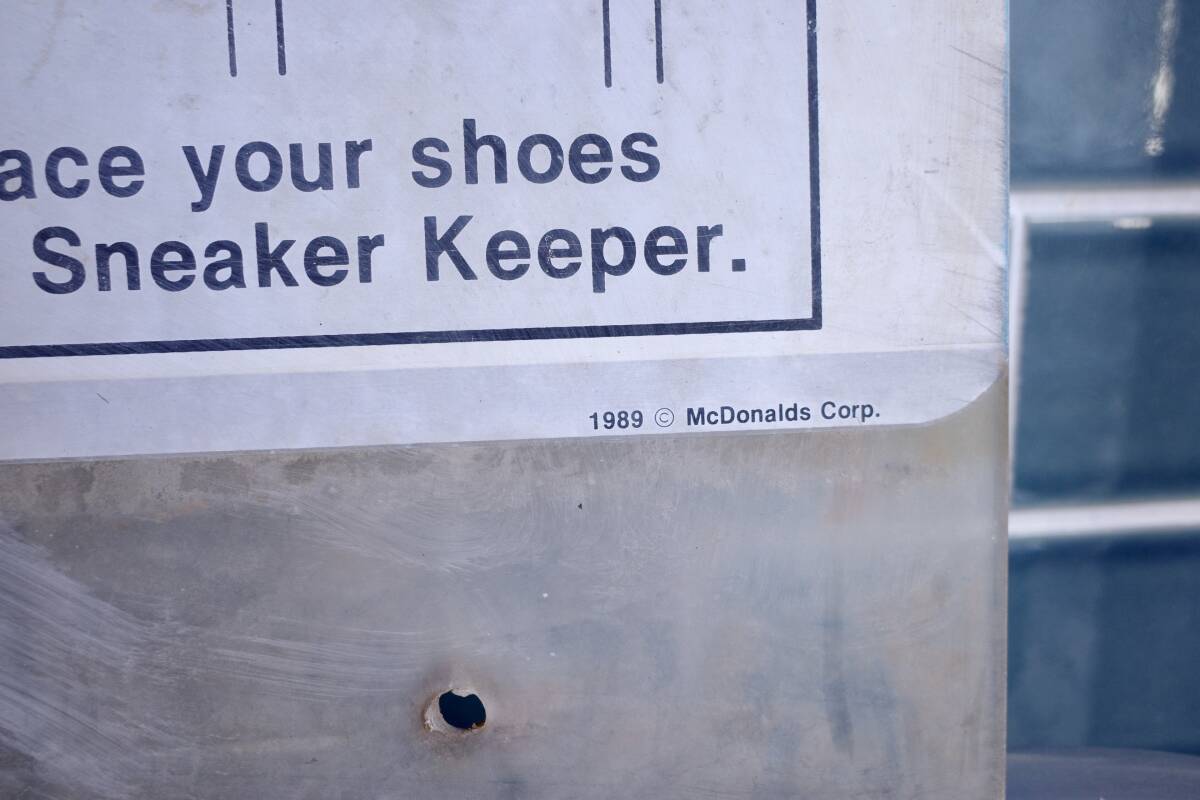 ace your shoes
Sneaker Keeper.
1989 © McDonalds Corp.